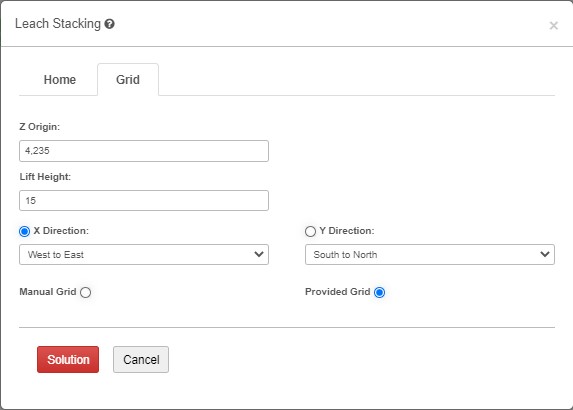 Leach Stacking ?
×
Home Grid
Z Origin:
4,235
Lift Height:
15
X Direction: Y Direction:
West to East South to North
Manual Grid Provided Grid
Solution Cancel